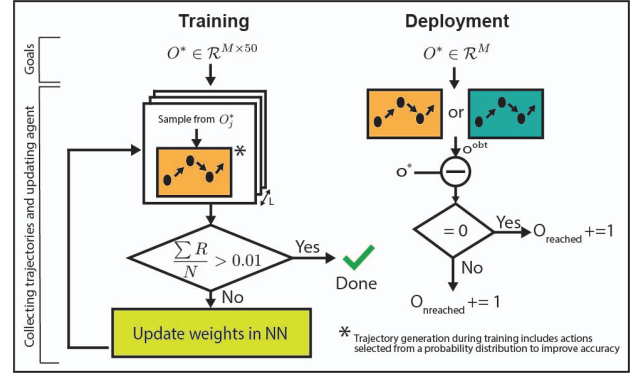 Training
Deployment
Goals
O* ∈ R^{M×50}
O* ∈ R^M
Collecting trajectories and updating agent
Sample from O*_j
*
L
∑R/N > 0.01
Yes
Done
No
Update weights in NN
or
O^obt
O*
−
= 0
Yes
O_reached +=1
No
O_nreached += 1
* Trajectory generation during training includes actions
selected from a probability distribution to improve accuracy